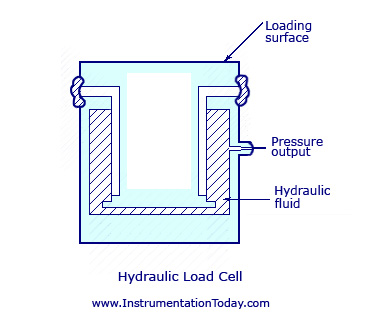 Loading
surface
Pressure
output
Hydraulic
fluid
Hydraulic Load Cell
www.InstrumentationToday.com